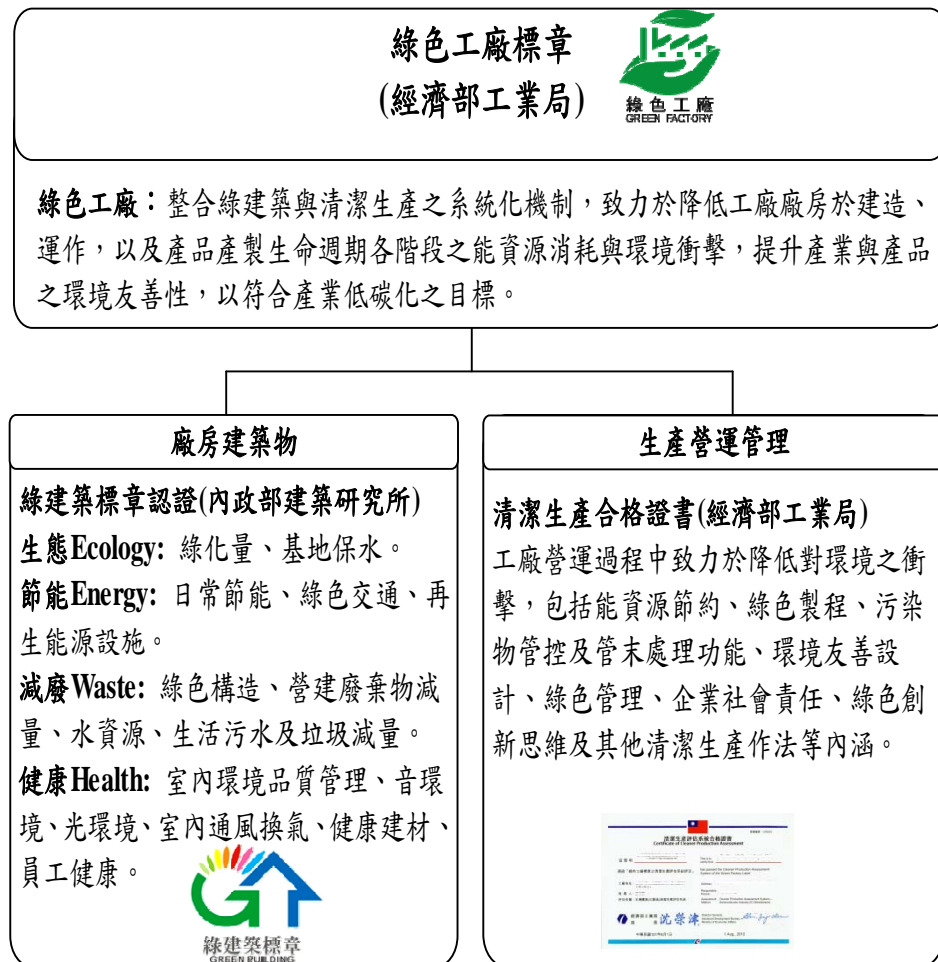 綠色工廠標章
(經濟部工業局)
綠色工廠
GREEN FACTORY
綠色工廠：整合綠建築與清潔生產之系統化機制，致力於降低工廠廠房於建造、
運作，以及產品產製生命週期各階段之能資源消耗與環境衝擊，提升產業與產品
之環境友善性，以符合產業低碳化之目標。
廠房建築物
綠建築標章認證(內政部建築研究所)
生態Ecology: 綠化量、基地保水。
節能Energy: 日常節能、綠色交通、再
生能源設施。
減廢Waste: 綠色構造、營建廢棄物減
量、水資源、生活污水及垃圾減量。
健康Health: 室內環境品質管理、音環
境、光環境、室內通風換氣、健康建材、
員工健康。
綠建築標章
GREEN BUILDING
生產營運管理
清潔生產合格證書(經濟部工業局)
工廠營運過程中致力於降低對環境之衝
擊，包括能資源節約、綠色製程、污染
物管控及管末處理功能、環境友善設
計、綠色管理、企業社會責任、綠色創
新思維及其他清潔生產作法等內涵。
清潔生產評估系統合格證書
Certificate of Cleaner Production Assessment
沈榮津